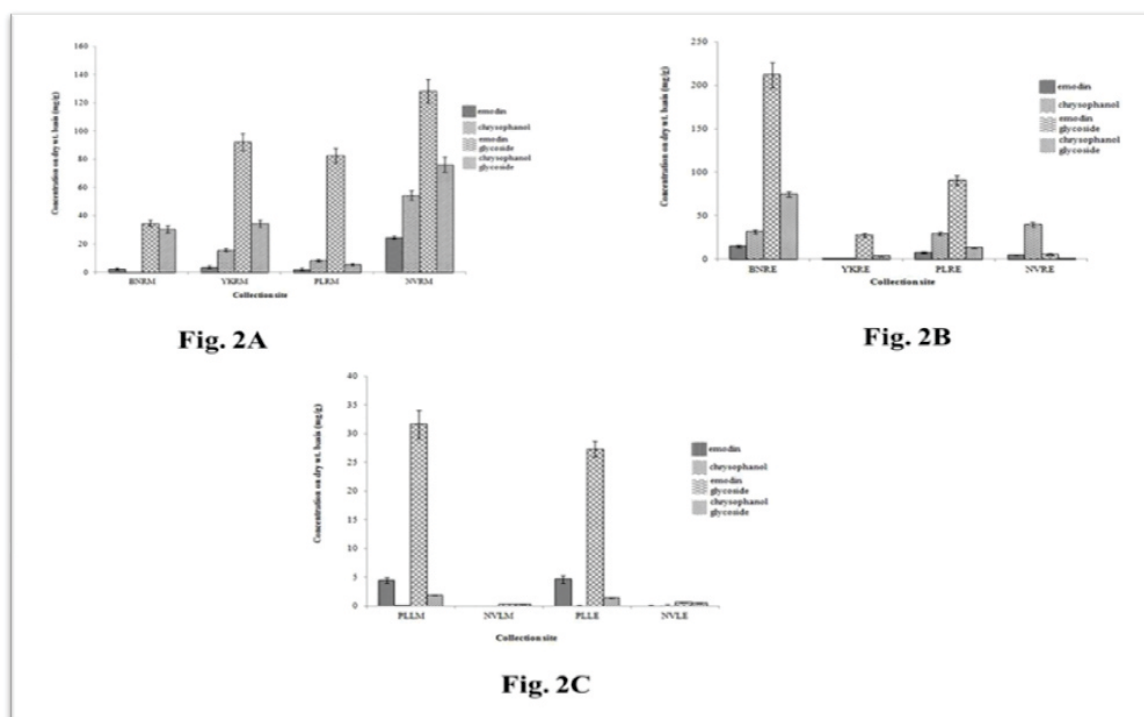 160
140
120
100
80
60
40
20
0
Concentration on dry wt. basis (mg/g)
BNRM YKRM PLRM NVRM
Collection site
emodin
chrysophanol
emodin
glycoside
chrysophanol
glycoside
Fig. 2A
250
200
150
100
50
0
Concentration on dry wt. basis (mg/g)
BNRE YKRE PLRE NVRE
Collection site
emodin
chrysophanol
emodin
glycoside
chrysophanol
glycoside
Fig. 2B
40
35
30
25
20
15
10
5
0
Concentration on dry wt. basis (mg/g)
PLLM NVLM PLLE NVLE
Collection site
emodin
chrysophanol
emodin
glycoside
chrysophanol
glycoside
Fig. 2C